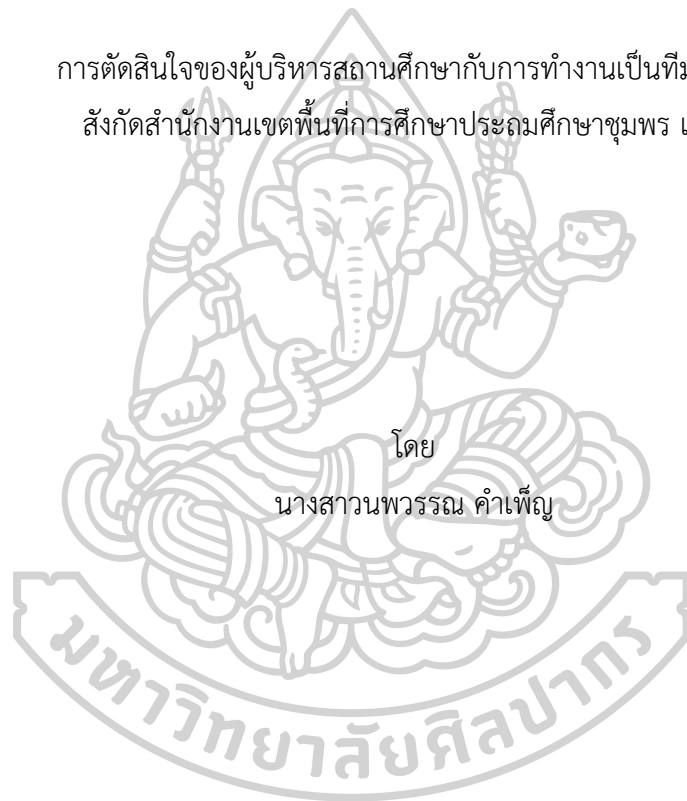 การตัดสินใจของผู้บริหารสถานศึกษากับการทำงานเป็นทีม
สังกัดสำนักงานเขตพื้นที่การศึกษาประถมศึกษาชุมพร เ
โดย
นางสาวนพวรรณ คำเพ็ญ
มหาวิทยาลัยศิลปากร